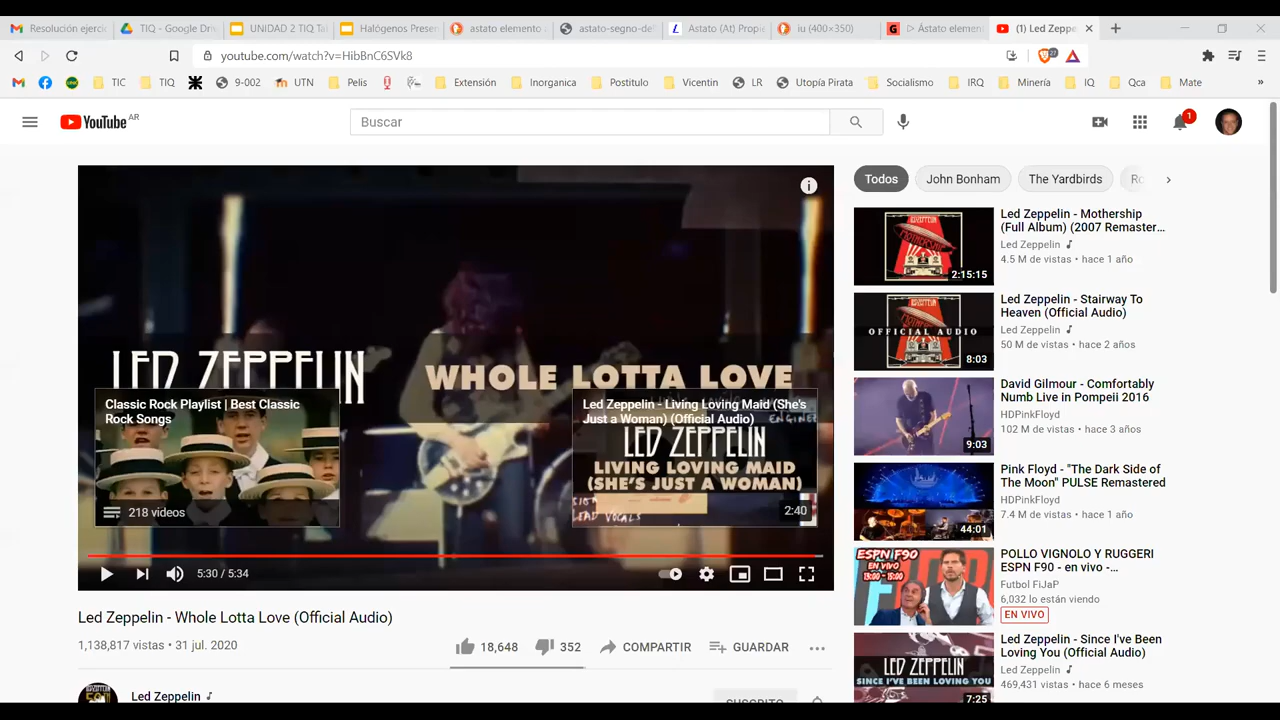 Resolución ejerci
TIQ - Google Dri
UNIDAD 2 TIQ Ta
Halógenos Prese
astato elemento
astato-segno-de
Astato (At) Propie
iu (400×350)
Ástato elemen
(1) Led Zeppe
youtube.com/watch?v=HibBnC6SVk8
27
TIC
TIQ
9-002
UTN
Pelis
Extensión
Inorganica
Postitulo
Vicentin
LR
Utopía Pirata
Socialismo
IRQ
Minería
IQ
Qca
Mate
»
YouTube AR
Buscar
1
LED ZEPPELIN
WHOLE LOTTA LOVE
Classic Rock Playlist | Best Classic
Rock Songs
218 videos
Led Zeppelin - Living Loving Maid (She's
Just a Woman) (Official Audio)
LED ZEPPELIN
LIVING LOVING MAID
(SHE'S JUST A WOMAN)
LEAD VOCALS
2:40
5:30 / 5:34
Led Zeppelin - Whole Lotta Love (Official Audio)
1,138,817 vistas • 31 jul. 2020
18,648
352
COMPARTIR
GUARDAR
Led Zeppelin
SUSCRITO
Todos
John Bonham
The Yardbirds
Ro
Led Zeppelin - Mothership
(Full Album) (2007 Remaster...
Led Zeppelin
4.5 M de vistas • hace 1 año
2:15:15
Led Zeppelin - Stairway To
Heaven (Official Audio)
Led Zeppelin
50 M de vistas • hace 2 años
OFFICIAL AUDIO
8:03
David Gilmour - Comfortably
Numb Live in Pompeii 2016
HDPinkFloyd
102 M de vistas • hace 3 años
9:03
Pink Floyd - "The Dark Side of
The Moon" PULSE Remastered
HDPinkFloyd
7.4 M de vistas • hace 1 año
44:01
POLLO VIGNOLO Y RUGGERI
ESPN F90 - en vivo -...
Futbol FiJaP
6,032 lo están viendo
EN VIVO
ESPN F90
EN VIVO
Led Zeppelin - Since I've Been
Loving You (Official Audio)
Led Zeppelin
469,431 vistas • hace 6 meses
LED ZEPPELIN
SINCE I'VE BEEN LOVING YOU
7:25